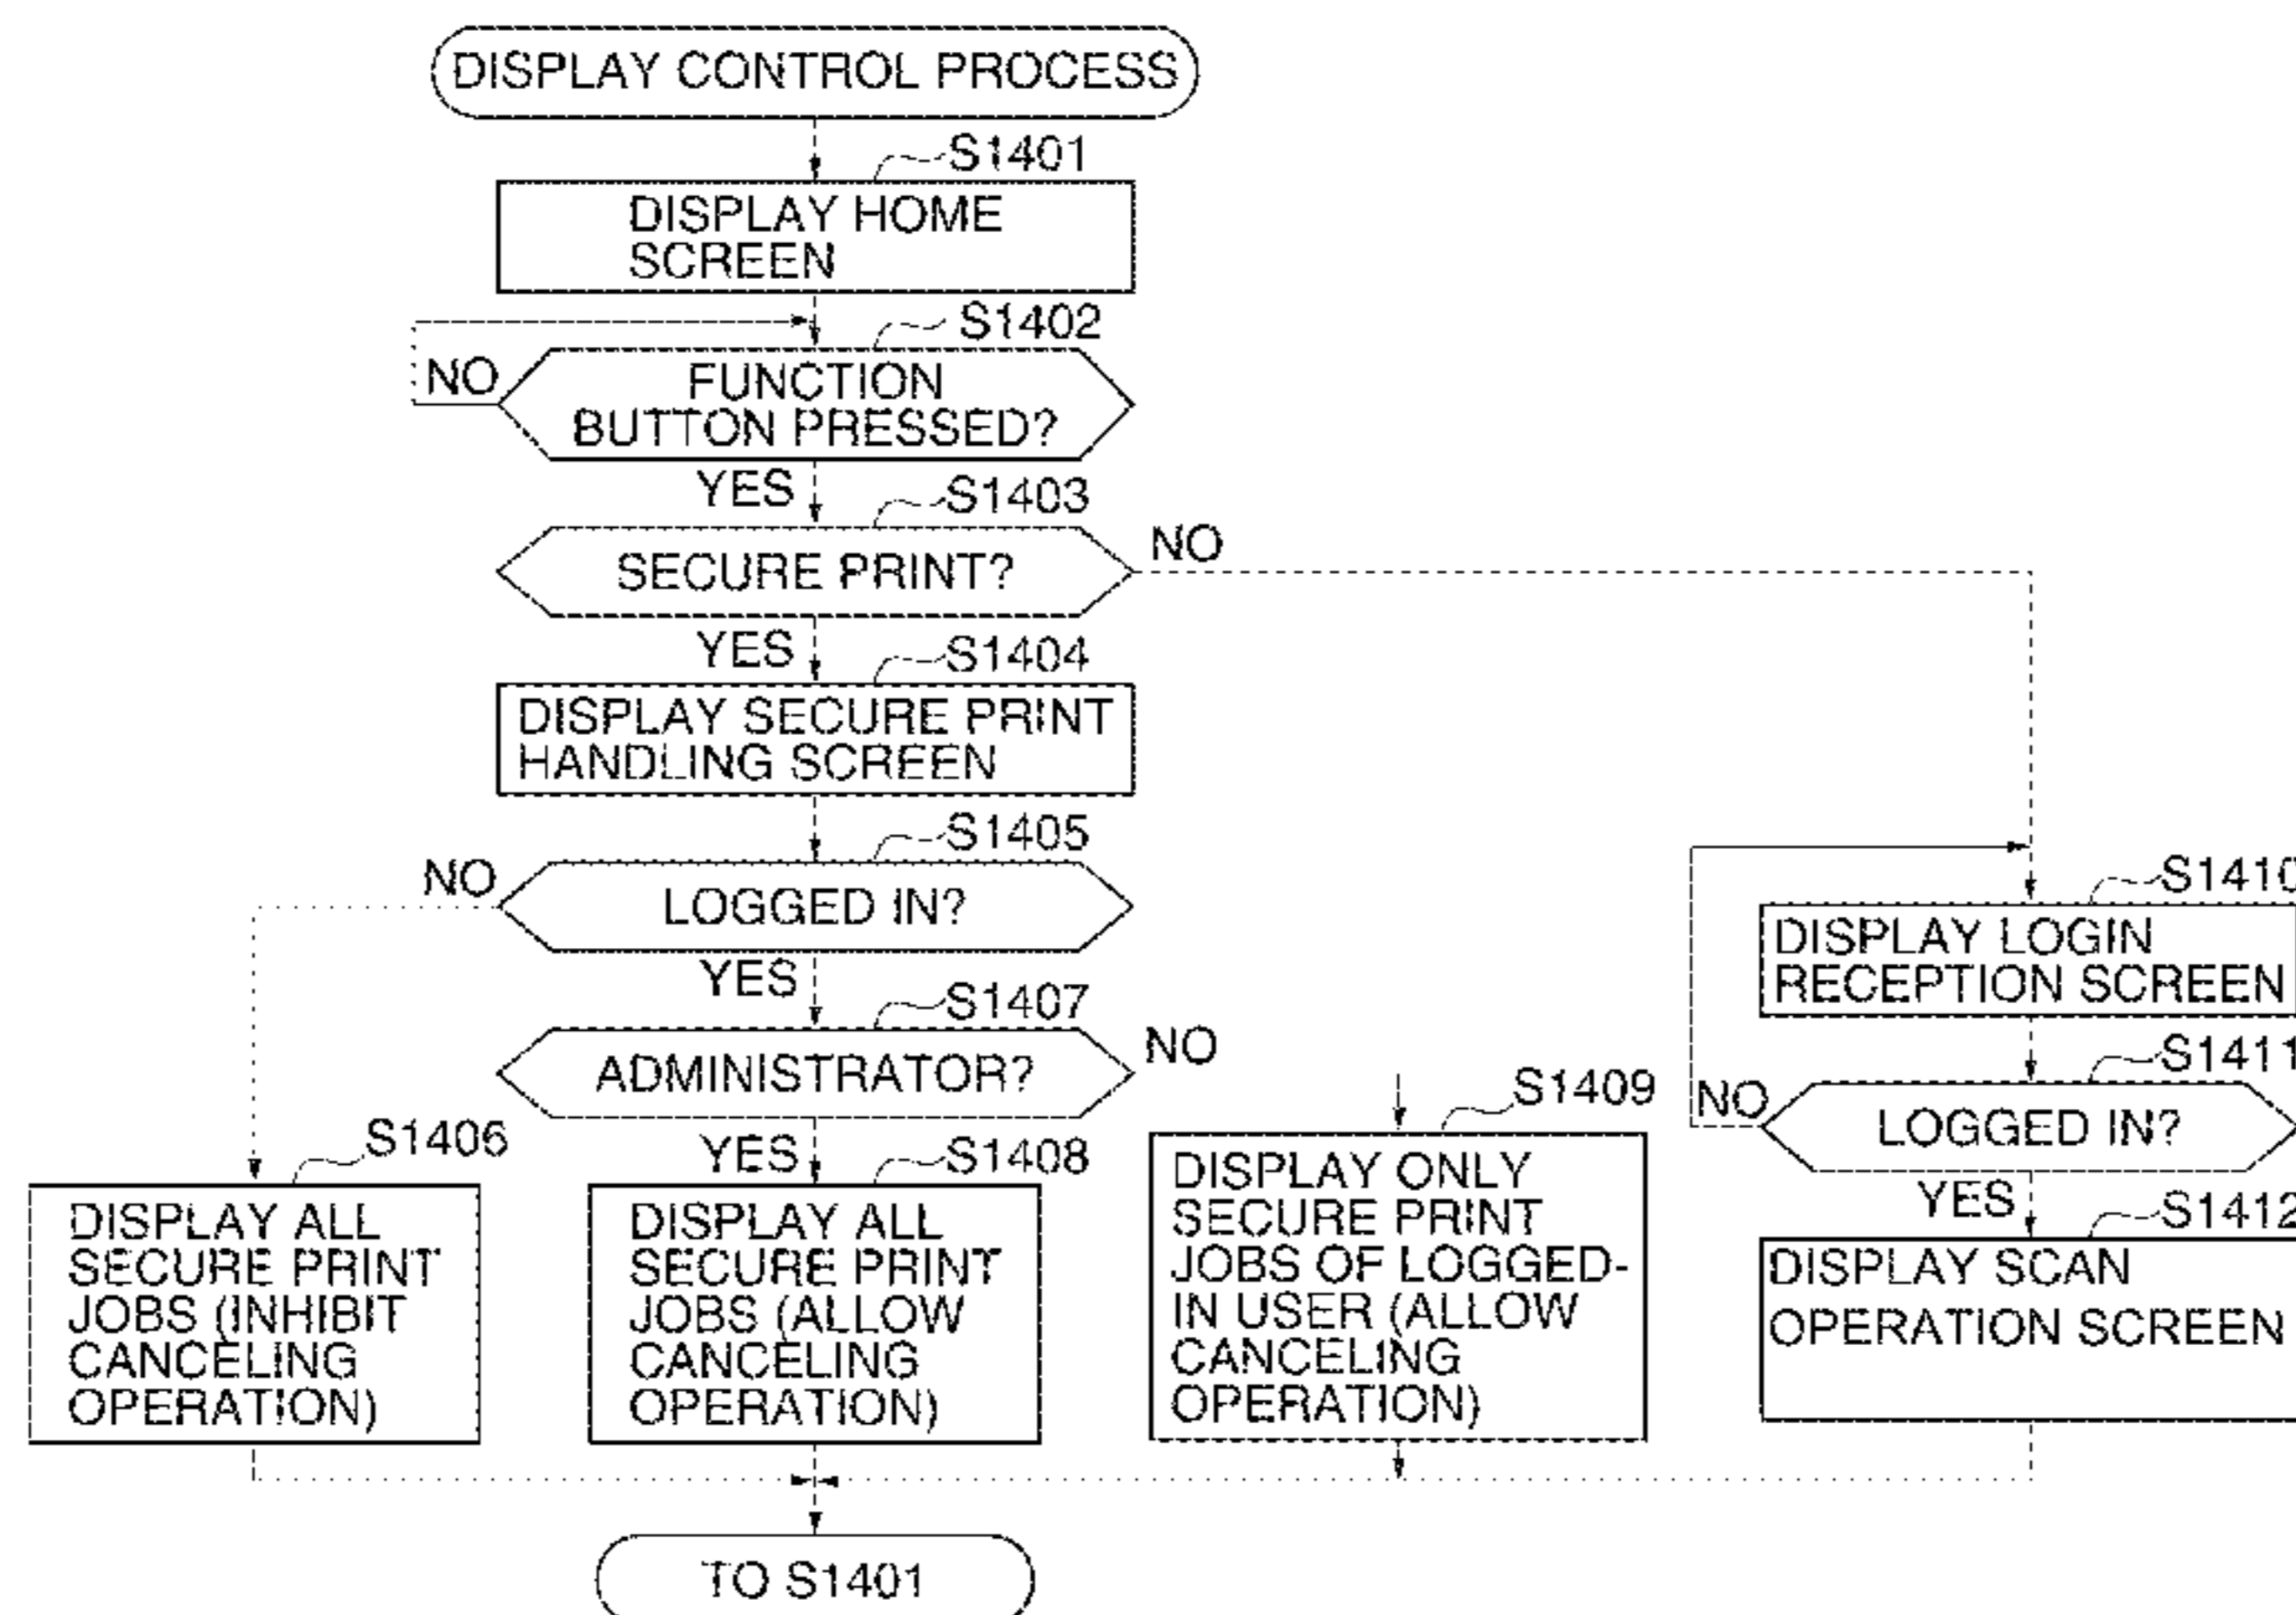 DISPLAY CONTROL PROCESS
S1401
DISPLAY HOME
SCREEN
S1402
NO
FUNCTION
BUTTON PRESSED?
YES
S1403
SECURE PRINT?
NO
YES
S1404
DISPLAY SECURE PRINT
HANDLING SCREEN
S1405
NO
LOGGED IN?
YES
S1407
ADMINISTRATOR?
NO
S1406
DISPLAY ALL
SECURE PRINT
JOBS (INHIBIT
CANCELING
OPERATION)
YES
S1408
DISPLAY ALL
SECURE PRINT
JOBS (ALLOW
CANCELING
OPERATION)
S1409
DISPLAY ONLY
SECURE PRINT
JOBS OF LOGGED-
IN USER (ALLOW
CANCELING
OPERATION)
S1410
DISPLAY LOGIN
RECEPTION SCREEN
S1411
NO
LOGGED IN?
YES
S1412
DISPLAY SCAN
OPERATION SCREEN
TO S1401